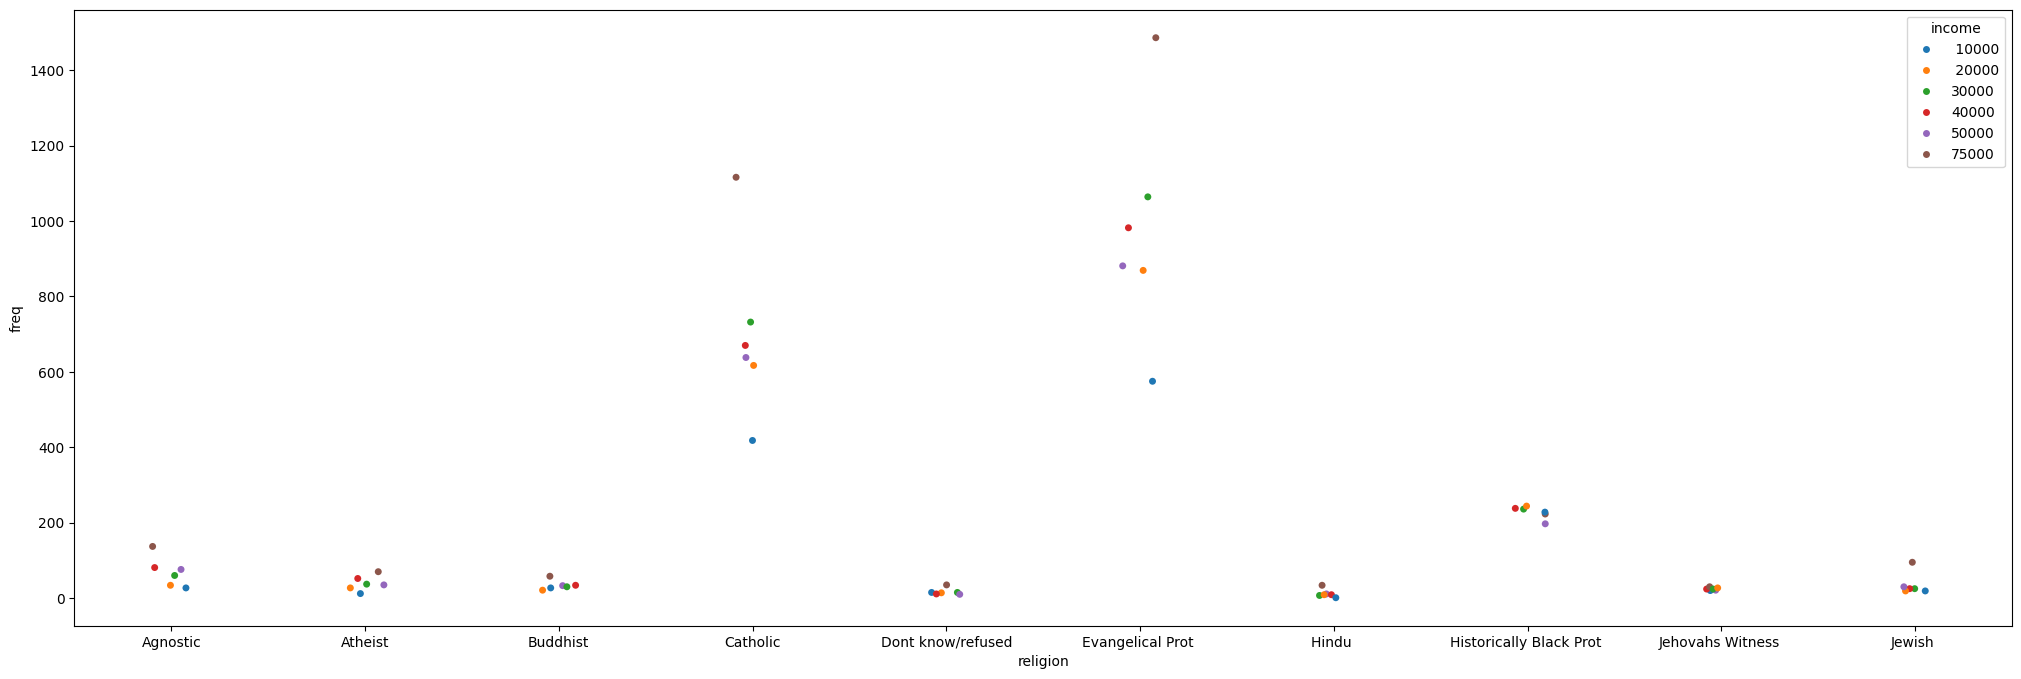 income
10000
20000
30000
40000
50000
75000
1400
1200
1000
800
600
400
200
0
freq
Agnostic
Atheist
Buddhist
Catholic
Dont know/refused
Evangelical Prot
Hindu
Historically Black Prot
Jehovahs Witness
Jewish
religion